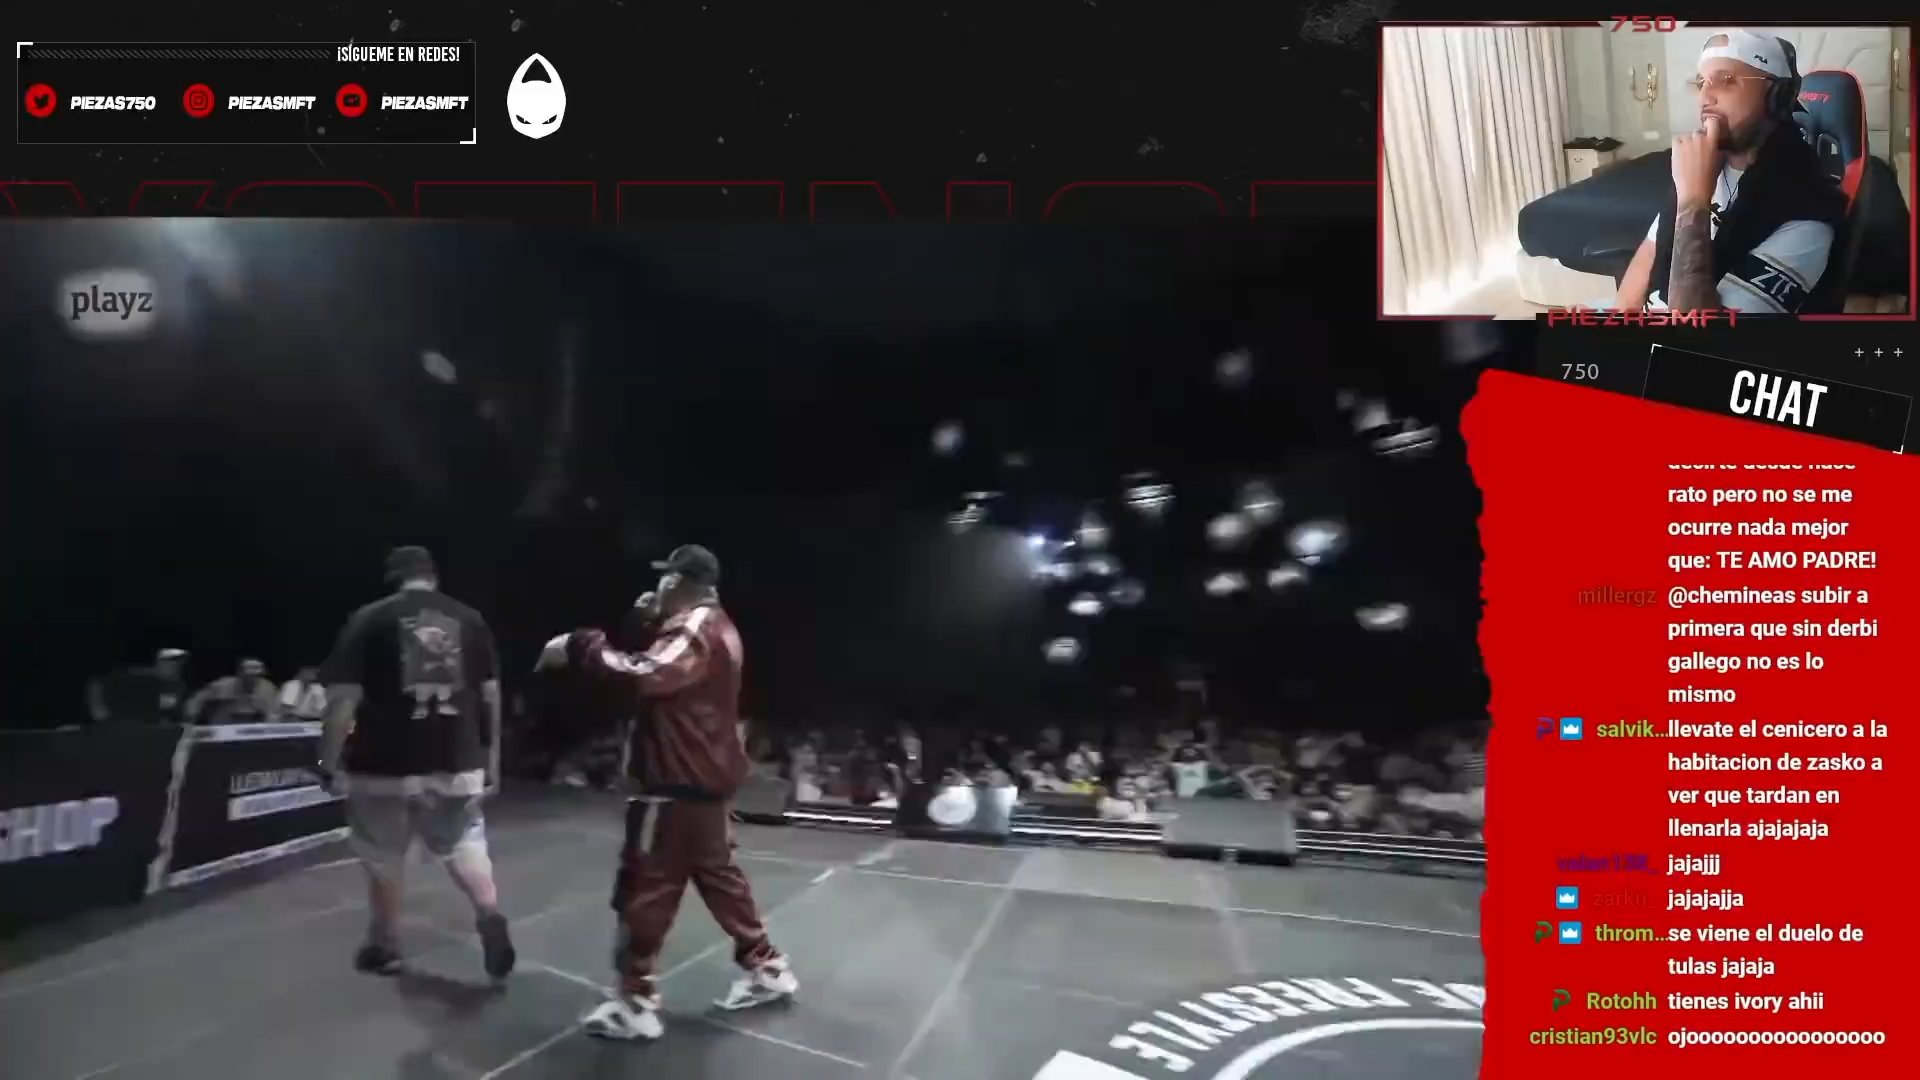 750
¡SÍGUEME EN REDES!
PIEZAS750
PIEZASMFT
PIEZASMFT
playz
ZTE
PIEZASMFT
750
+ + +
CHAT
rato pero no se me
ocurre nada mejor
que: TE AMO PADRE!
millergz @chemineas subir a
primera que sin derbi
gallego no es lo
mismo
salvik... llevate el cenicero a la
habitacion de zasko a
ver que tardan en
llenarla ajajajaja
jajajjj
jajajajja
throm... se viene el duelo de
tulas jajaja
Rotohh tienes ivory ahii
cristian93vlc ojoooooooooooooooo
DE FREESTYLE